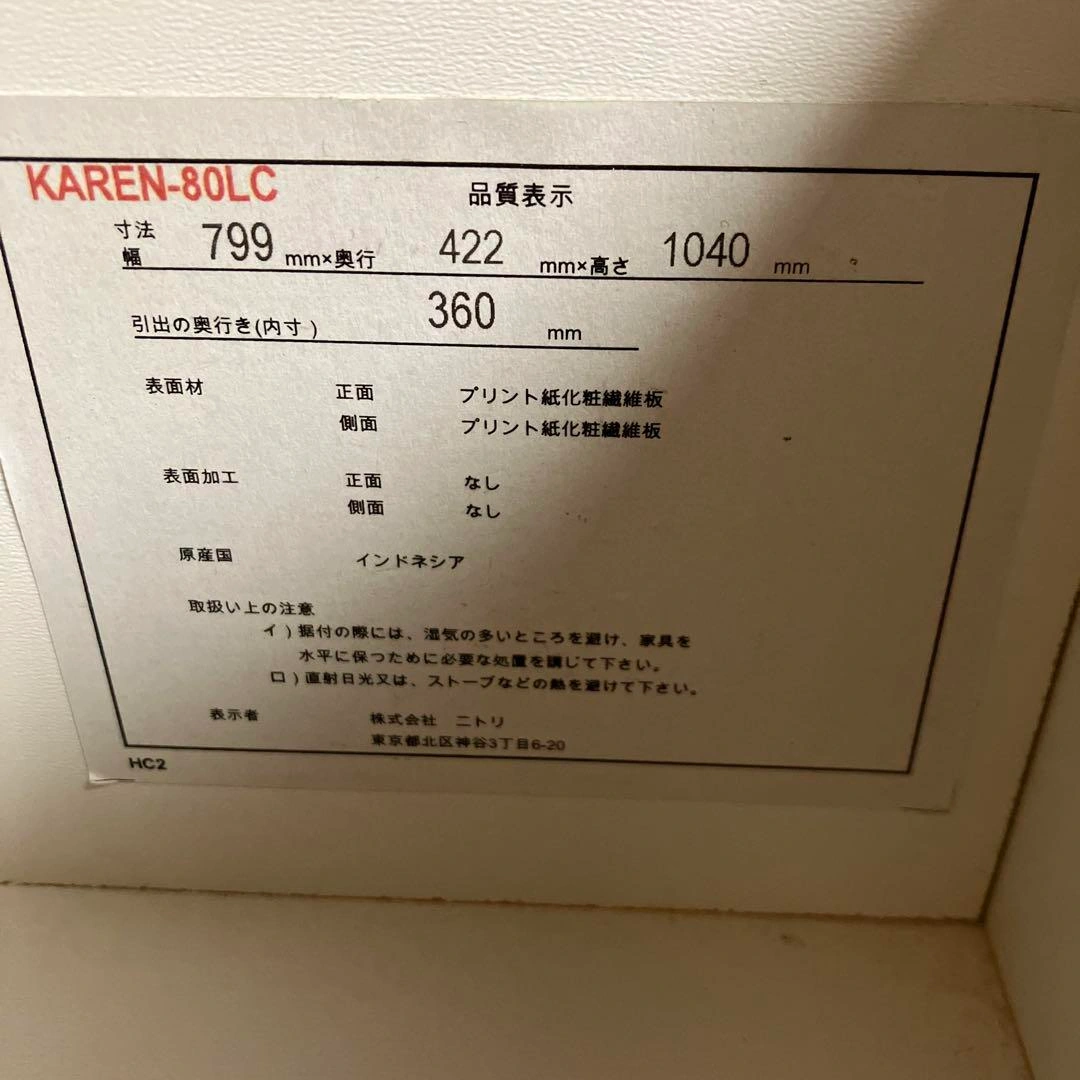 KAREN-80LC 品質表示
寸法
幅 799 mm×奥行 422 mm×高さ 1040 mm
引出の奥行き(内寸) 360 mm
表面材 正面 プリント紙化粧繊維板
側面 プリント紙化粧繊維板
表面加工 正面 なし
側面 なし
原産国 インドネシア
取扱い上の注意
イ)据付の際には、湿気の多いところを避け、家具を
水平に保つために必要な処置を講じて下さい。
ロ)直射日光又は、ストーブなどの熱を避けて下さい。
表示者 株式会社 ニトリ
東京都北区神谷3丁目6-20
HC2